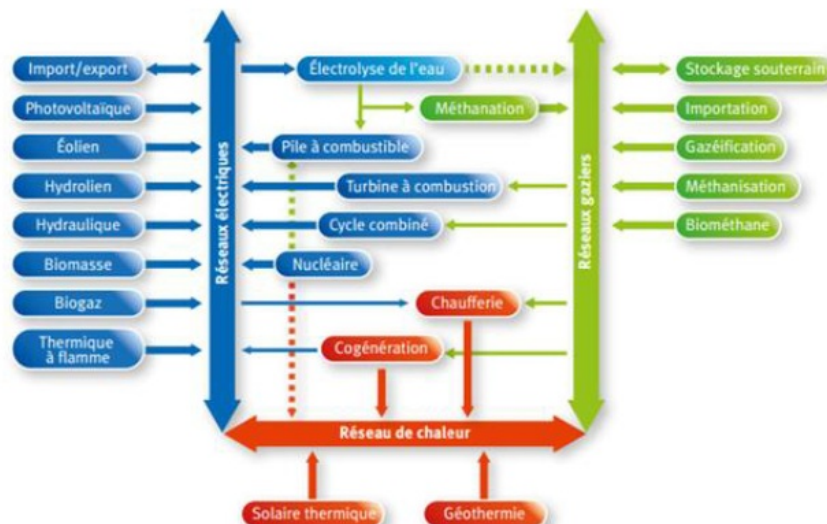 Import/export
Électrolyse de l'eau
Stockage souterrain
Photovoltaïque
Méthanation
Importation
Éolien
Pile à combustible
Gazéification
Hydrolien
Turbine à combustion
Méthanisation
Hydraulique
Cycle combiné
Biométhane
Biomasse
Nucléaire
Biogaz
Chaufferie
Thermique
à flamme
Cogénération
Réseaux électriques
Réseaux gaziers
Réseau de chaleur
Solaire thermique
Géothermie